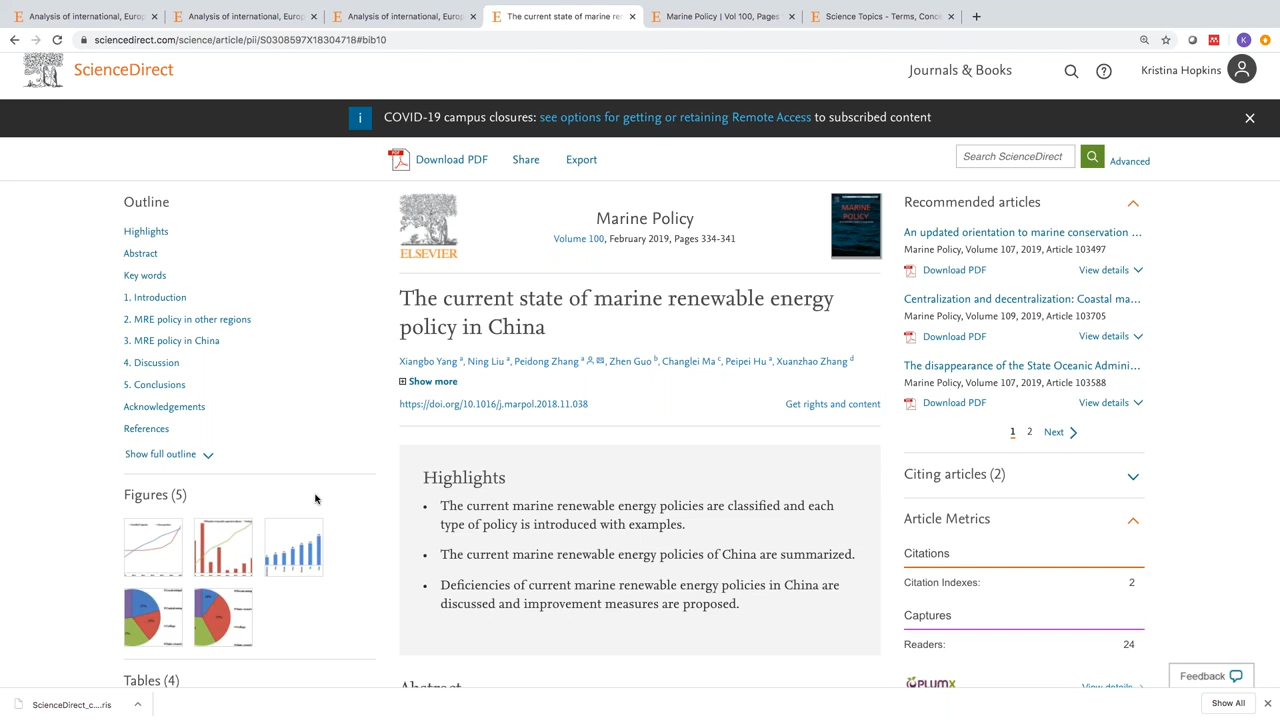 Analysis of international, Europ
Analysis of international, Europ
Analysis of international, Europ
The current state of marine re
Marine Policy | Vol 100, Pages
Science Topics - Terms, Conc
sciencedirect.com/science/article/pii/S0308597X18304718#bib10
K
ScienceDirect
Journals & Books
Kristina Hopkins
i COVID-19 campus closures: see options for getting or retaining Remote Access to subscribed content
PDF Download PDF Share Export
Search ScienceDirect
Advanced
Outline
Highlights
Abstract
Key words
1. Introduction
2. MRE policy in other regions
3. MRE policy in China
4. Discussion
5. Conclusions
Acknowledgements
References
Show full outline
Figures (5)
Tables (4)
ELSEVIER
Marine Policy
Volume 100, February 2019, Pages 334-341
MARINE
POLICY
The current state of marine renewable energy
policy in China
Xiangbo Yang a, Ning Liu a, Peidong Zhang a, Zhen Guo b, Changlei Ma c, Peipei Hu a, Xuanzhao Zhang d
Show more
https://doi.org/10.1016/j.marpol.2018.11.038
Get rights and content
Highlights
• The current marine renewable energy policies are classified and each
type of policy is introduced with examples.
• The current marine renewable energy policies of China are summarized.
• Deficiencies of current marine renewable energy policies in China are
discussed and improvement measures are proposed.
Abstract
Recommended articles
An updated orientation to marine conservation ...
Marine Policy, Volume 107, 2019, Article 103497
Download PDF View details
Centralization and decentralization: Coastal ma...
Marine Policy, Volume 109, 2019, Article 103705
Download PDF View details
The disappearance of the State Oceanic Admini...
Marine Policy, Volume 107, 2019, Article 103588
Download PDF View details
1 2 Next
Citing articles (2)
Article Metrics
Citations
Citation Indexes: 2
Captures
Readers: 24
PLUMX
View details
Feedback
ScienceDirect_c....ris
Show All